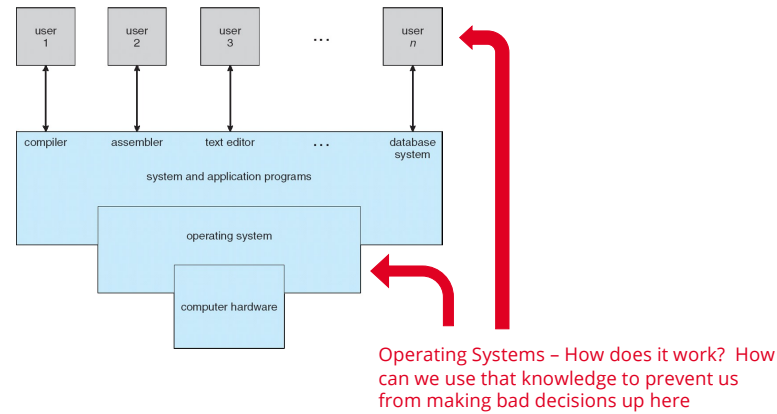 user
1
user
2
user
3
...
user
n
compiler
assembler
text editor
...
database
system
system and application programs
operating system
computer hardware
Operating Systems – How does it work? How
can we use that knowledge to prevent us
from making bad decisions up here